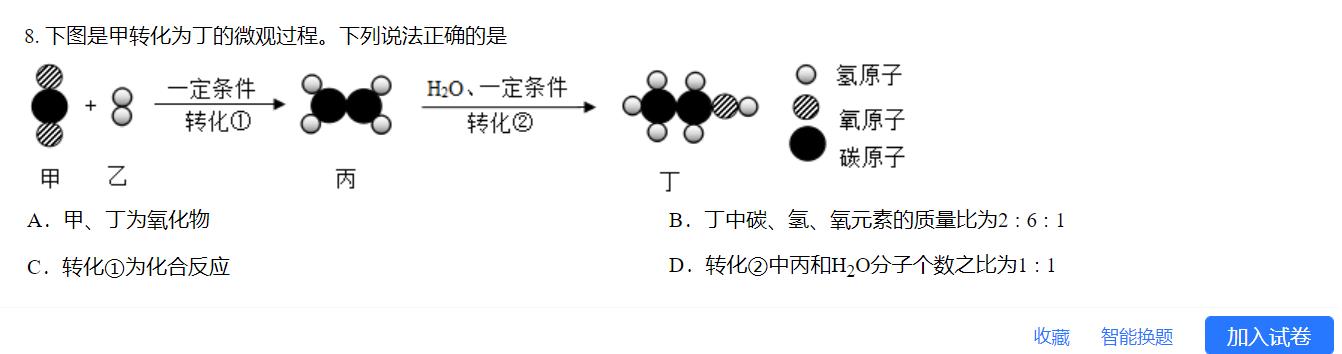 8. 下图是甲转化为丁的微观过程。下列说法正确的是
+ 一定条件 转化① H₂O、一定条件 转化② 氢原子
氧原子
碳原子
甲 乙 丙 丁
A．甲、丁为氧化物 B．丁中碳、氢、氧元素的质量比为2 : 6 : 1
C．转化①为化合反应 D．转化②中丙和H₂O分子个数之比为1 : 1
收藏 智能换题 加入试卷